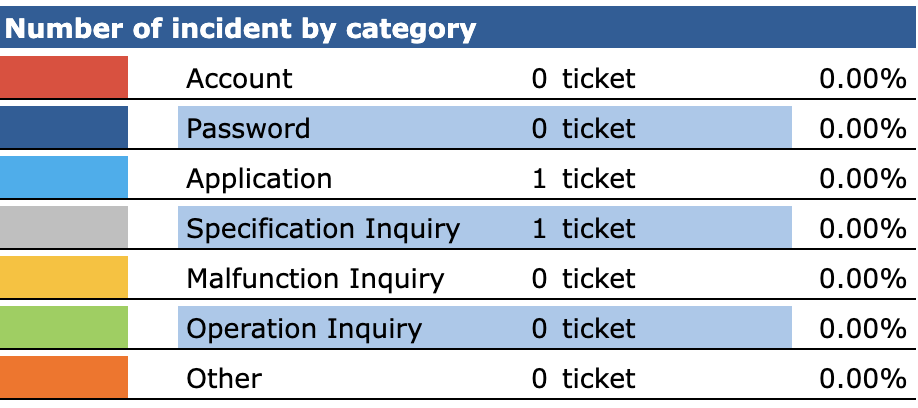 Number of incident by category
Account 0 ticket 0.00%
Password 0 ticket 0.00%
Application 1 ticket 0.00%
Specification Inquiry 1 ticket 0.00%
Malfunction Inquiry 0 ticket 0.00%
Operation Inquiry 0 ticket 0.00%
Other 0 ticket 0.00%